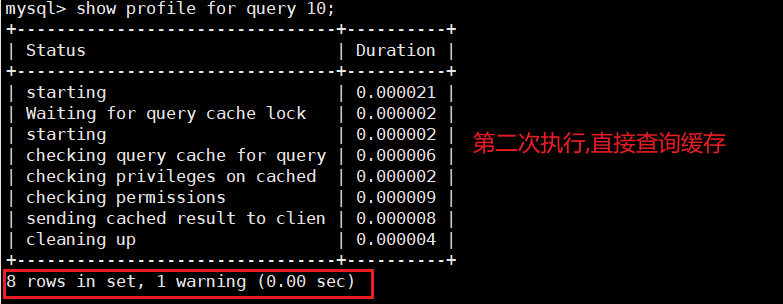 mysql> show profile for query 10;
+--------------------------------+----------+
| Status                         | Duration |
+--------------------------------+----------+
| starting                       | 0.000021 |
| Waiting for query cache lock   | 0.000002 |
| starting                       | 0.000002 |
| checking query cache for query | 0.000006 |
| checking privileges on cached  | 0.000002 |
| checking permissions           | 0.000009 |
| sending cached result to clien | 0.000008 |
| cleaning up                    | 0.000004 |
+--------------------------------+----------+
8 rows in set, 1 warning (0.00 sec)
第二次执行,直接查询缓存